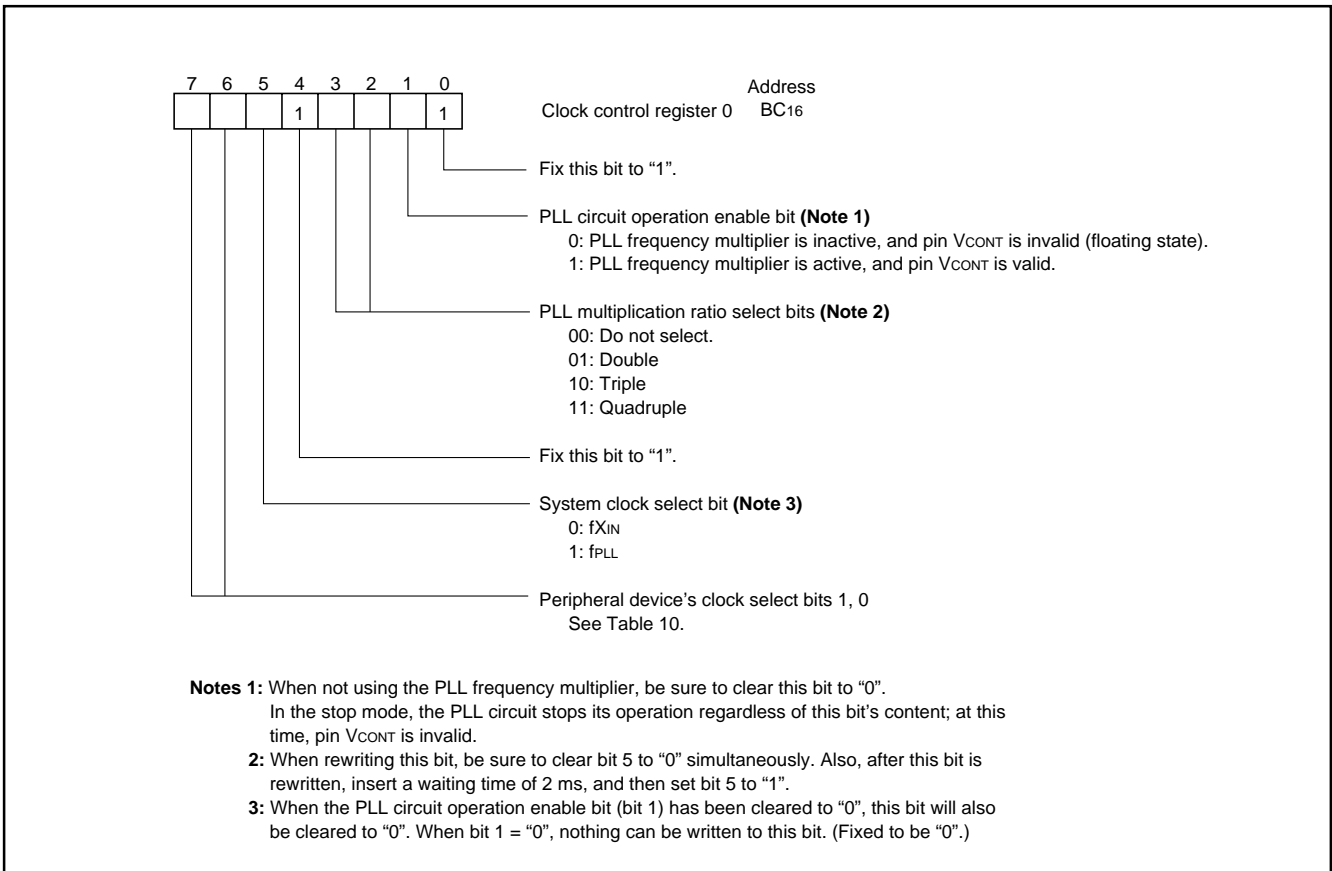 7 6 5 4 3 2 1 0
Address
1 1
Clock control register 0 BC16
Fix this bit to “1”.
PLL circuit operation enable bit (Note 1)
0: PLL frequency multiplier is inactive, and pin VCONT is invalid (floating state).
1: PLL frequency multiplier is active, and pin VCONT is valid.
PLL multiplication ratio select bits (Note 2)
00: Do not select.
01: Double
10: Triple
11: Quadruple
Fix this bit to “1”.
System clock select bit (Note 3)
0: fXIN
1: fPLL
Peripheral device’s clock select bits 1, 0
See Table 10.
Notes 1: When not using the PLL frequency multiplier, be sure to clear this bit to “0”.
In the stop mode, the PLL circuit stops its operation regardless of this bit’s content; at this
time, pin VCONT is invalid.
2: When rewriting this bit, be sure to clear bit 5 to “0” simultaneously. Also, after this bit is
rewritten, insert a waiting time of 2 ms, and then set bit 5 to “1”.
3: When the PLL circuit operation enable bit (bit 1) has been cleared to “0”, this bit will also
be cleared to “0”. When bit 1 = “0”, nothing can be written to this bit. (Fixed to be “0”.)